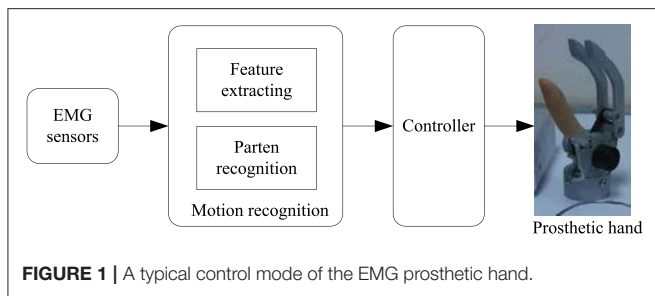 EMG
sensors
Feature
extracting
Parten
recognition
Motion recognition
Controller
Prosthetic hand
FIGURE 1 | A typical control mode of the EMG prosthetic hand.